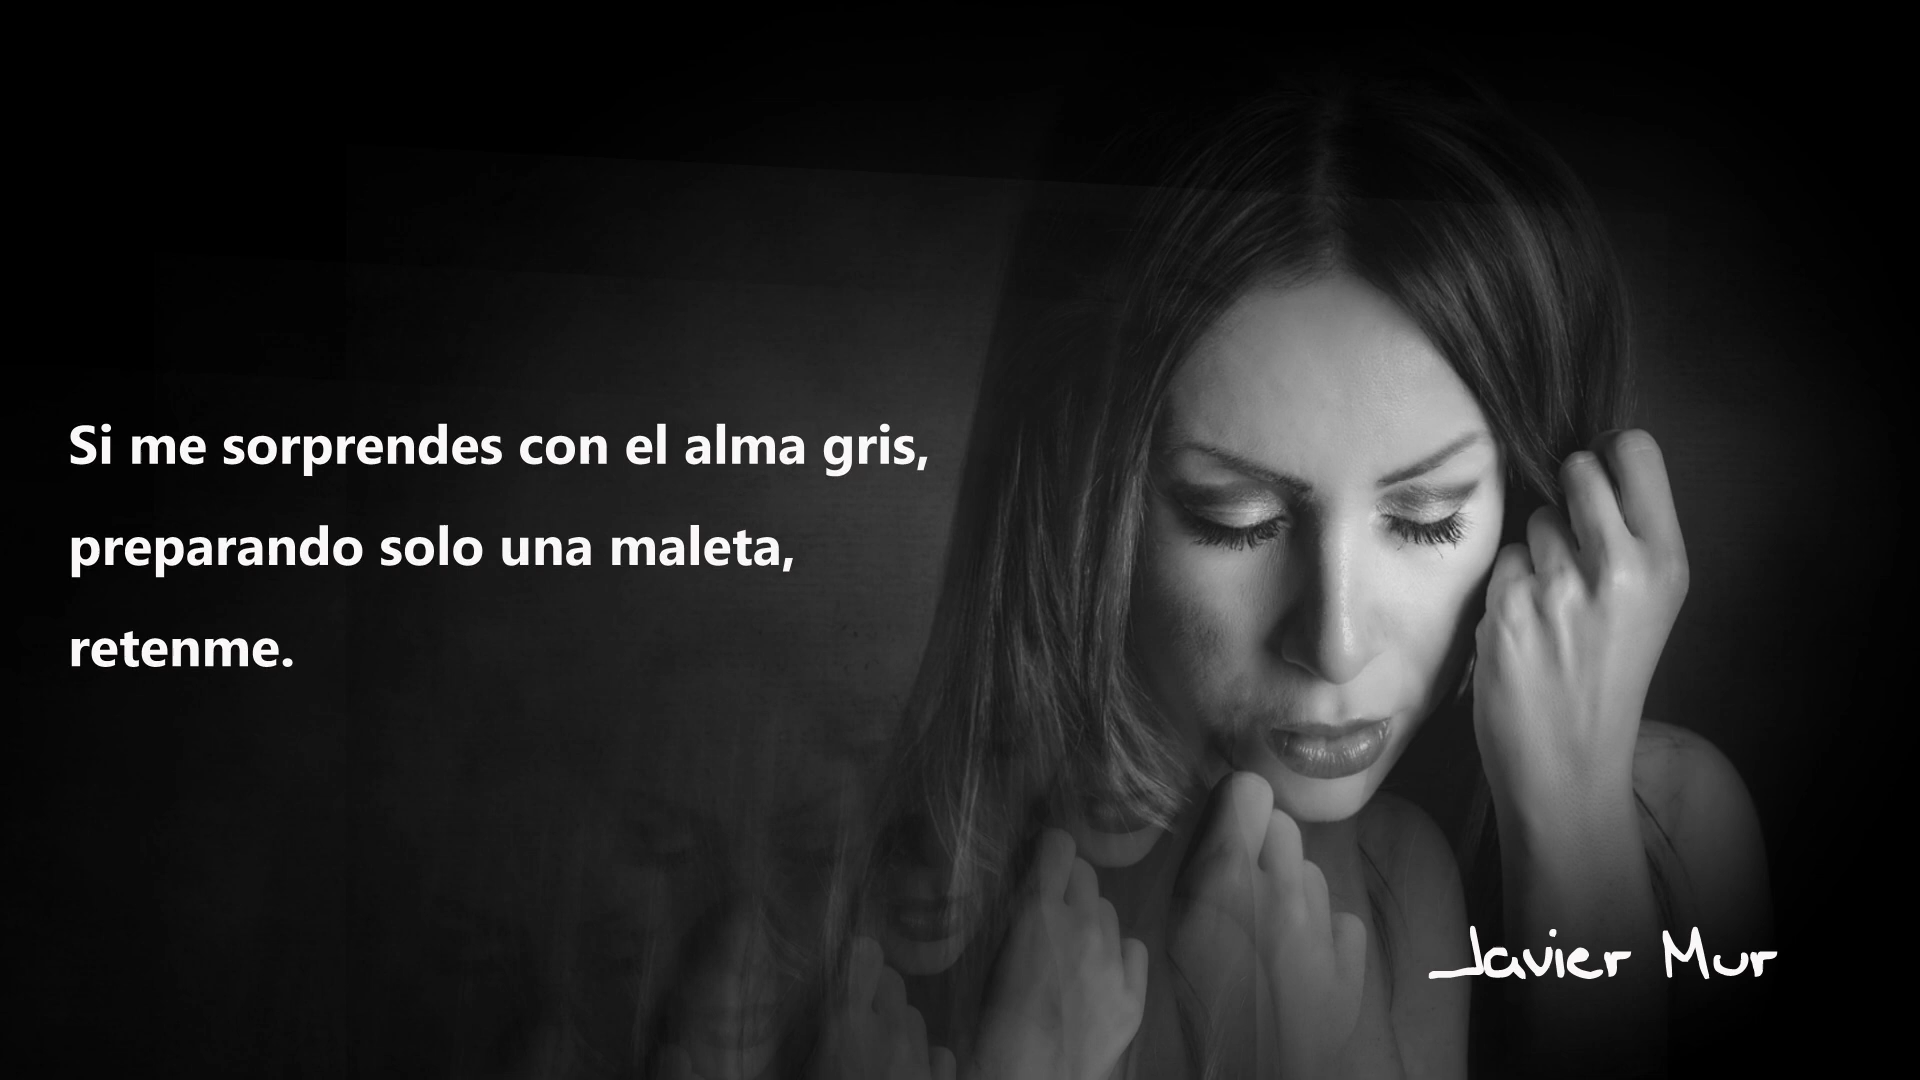 Si me sorprendes con el alma gris,
preparando solo una maleta,
retenme.
Javier Mur